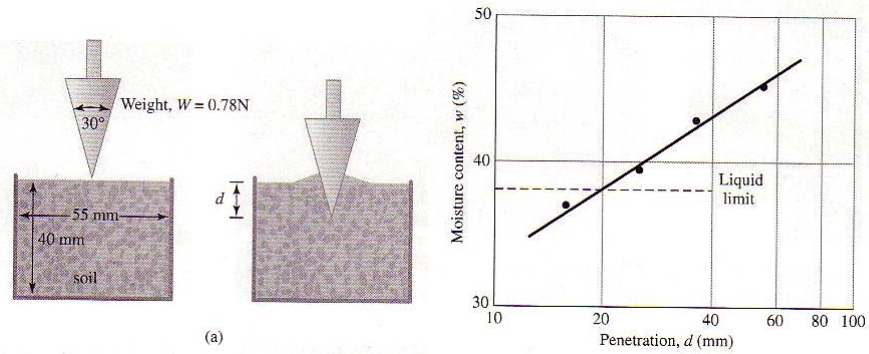 Weight, W = 0.78N
30°
d
55 mm
40 mm
soil
(a)
50
40
30
Moisture content, w (%)
Liquid
limit
10 20 40 60 80 100
Penetration, d (mm)